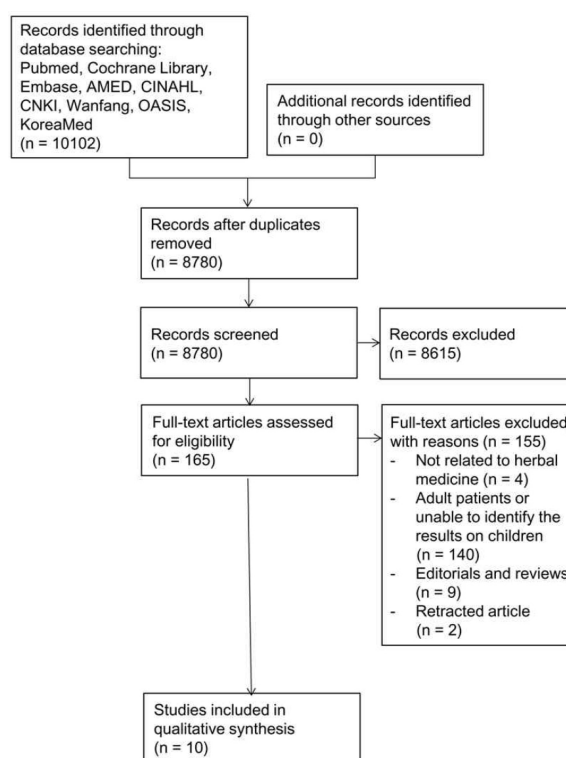 Records identified through
database searching:
Pubmed, Cochrane Library,
Embase, AMED, CINAHL,
CNKI, Wanfang, OASIS,
KoreaMed
(n = 10102)
Additional records identified
through other sources
(n = 0)
Records after duplicates
removed
(n = 8780)
Records screened
(n = 8780)
Records excluded
(n = 8615)
Full-text articles assessed
for eligibility
(n = 165)
Full-text articles excluded
with reasons (n = 155)
- Not related to herbal
medicine (n = 4)
- Adult patients or
unable to identify the
results on children
(n = 140)
- Editorials and reviews
(n = 9)
- Retracted article
(n = 2)
Studies included in
qualitative synthesis
(n = 10)